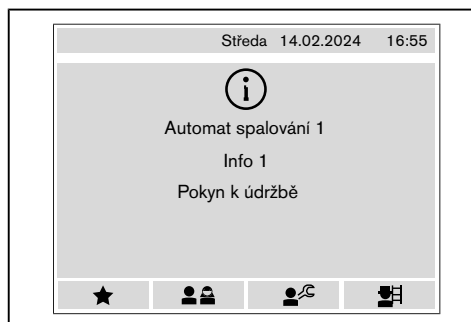 Středa 14.02.2024 16:55
Automat spalování 1
Info 1
Pokyn k údržbě